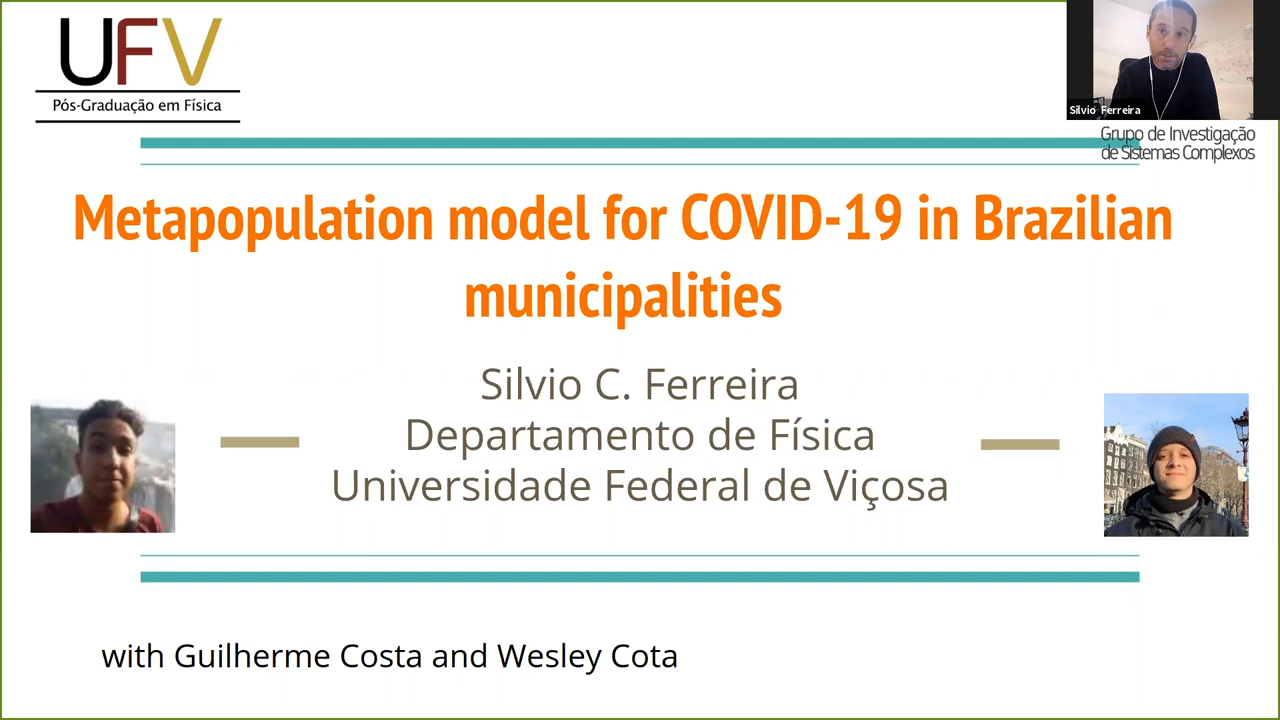 UFV
Pós-Graduação em Física
Silvio Ferreira
Grupo de Investigação
de Sistemas Complexos
Metapopulation model for COVID-19 in Brazilian
municipalities
Silvio C. Ferreira
Departamento de Física
Universidade Federal de Viçosa
with Guilherme Costa and Wesley Cota